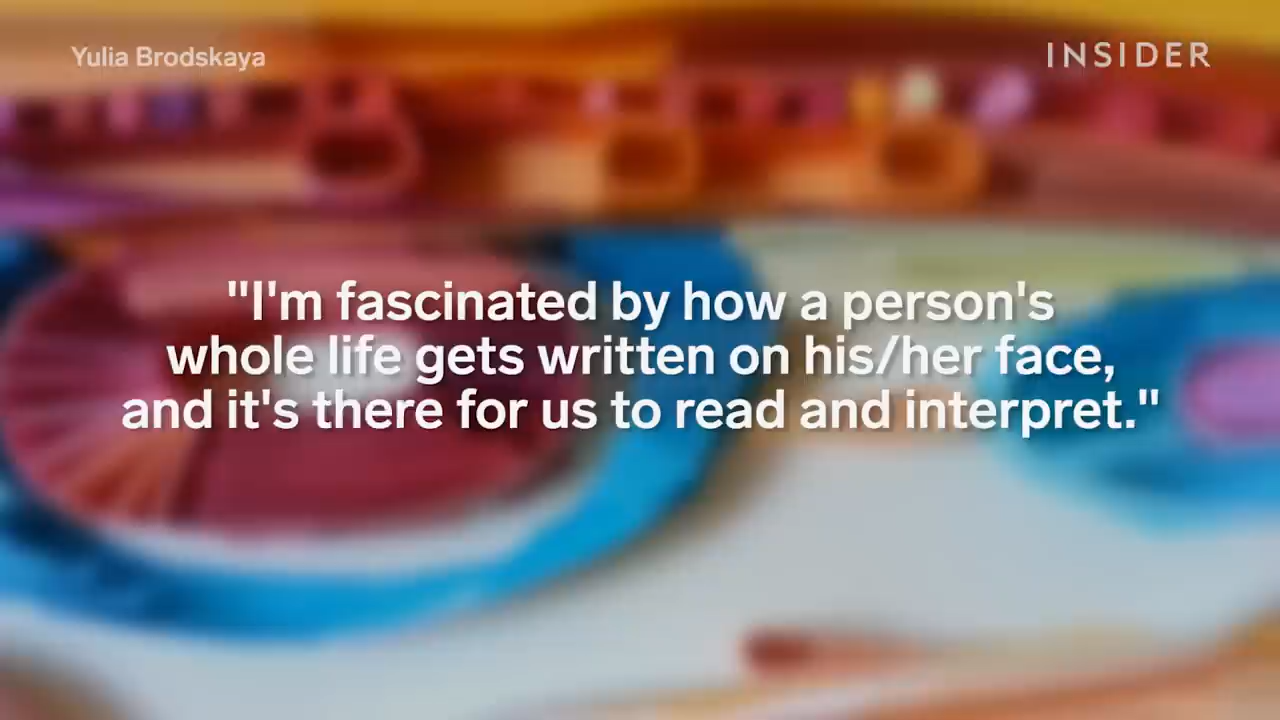 Yulia Brodskaya
INSIDER
"I'm fascinated by how a person's
whole life gets written on his/her face,
and it's there for us to read and interpret."